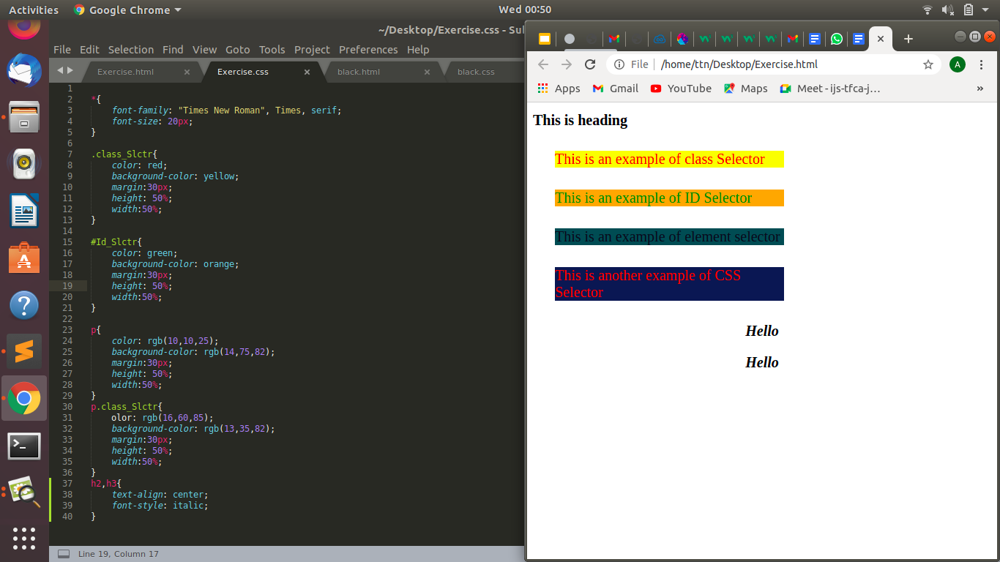 Activities
Google Chrome
Wed 00:50
~/Desktop/Exercise.css - Sul
File Edit Selection Find View Goto Tools Project Preferences Help
Exercise.html × Exercise.css × black.html × black.css
1
2 *{
3 font-family: "Times New Roman", Times, serif;
4 font-size: 20px;
5 }
6
7 .class_Slctr{
8 color: red;
9 background-color: yellow;
10 margin:30px;
11 height: 50%;
12 width:50%;
13 }
14
15 #Id_Slctr{
16 color: green;
17 background-color: orange;
18 margin:30px;
19 height: 50%;
20 width:50%;
21 }
22
23 p{
24 color: rgb(10,10,25);
25 background-color: rgb(14,75,82);
26 margin:30px;
27 height: 50%;
28 width:50%;
29 }
30 p.class_Slctr{
31 olor: rgb(16,60,85);
32 background-color: rgb(13,35,82);
33 margin:30px;
34 height: 50%;
35 width:50%;
36 }
37 h2,h3{
38 text-align: center;
39 font-style: italic;
40 }
Line 19, Column 17
File | /home/ttn/Desktop/Exercise.html
A
Apps Gmail YouTube Maps Meet - ijs-tfca-j… »
This is heading
This is an example of class Selector
This is an example of ID Selector
This is an example of element selector
This is another example of CSS
Selector
Hello
Hello